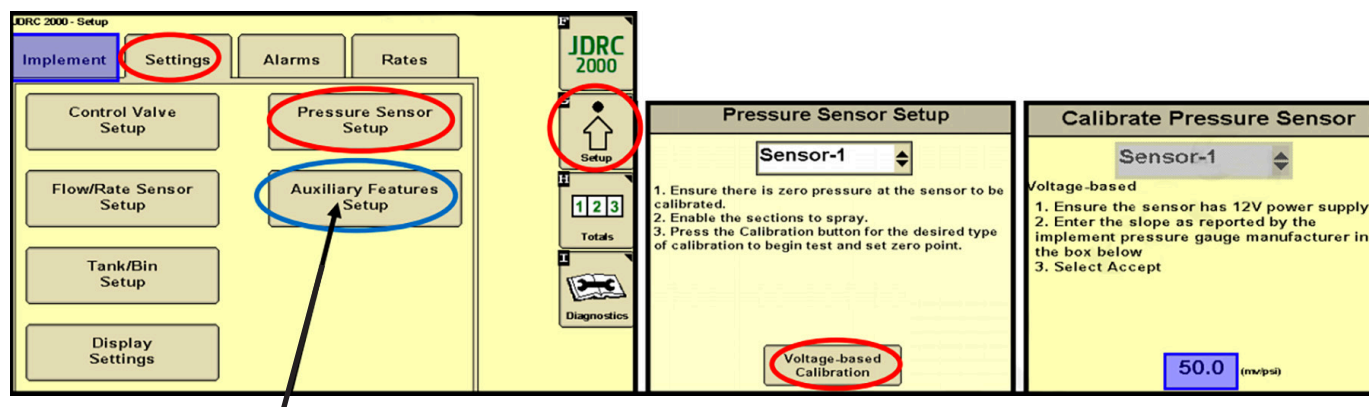 JDRC 2000 - Setup
Implement
Settings
Alarms
Rates
Control Valve
Setup
Pressure Sensor
Setup
Flow/Rate Sensor
Setup
Auxiliary Features
Setup
Tank/Bin
Setup
Display
Settings
F
JDRC
2000
Setup
H
1 2 3
Totals
I
Diagnostics
Pressure Sensor Setup
Sensor-1
1. Ensure there is zero pressure at the sensor to be
calibrated.
2. Enable the sections to spray.
3. Press the Calibration button for the desired type
of calibration to begin test and set zero point.
Voltage-based
Calibration
Calibrate Pressure Sensor
Sensor-1
Voltage-based
1. Ensure the sensor has 12V power supply
2. Enter the slope as reported by the
implement pressure gauge manufacturer in
the box below
3. Select Accept
50.0 (mv/psi)